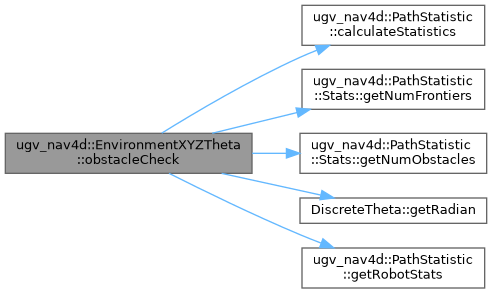 ugv_nav4d::PathStatistic
::calculateStatistics
ugv_nav4d::PathStatistic
::Stats::getNumFrontiers
ugv_nav4d::EnvironmentXYZTheta
::obstacleCheck
ugv_nav4d::PathStatistic
::Stats::getNumObstacles
DiscreteTheta::getRadian
ugv_nav4d::PathStatistic
::getRobotStats